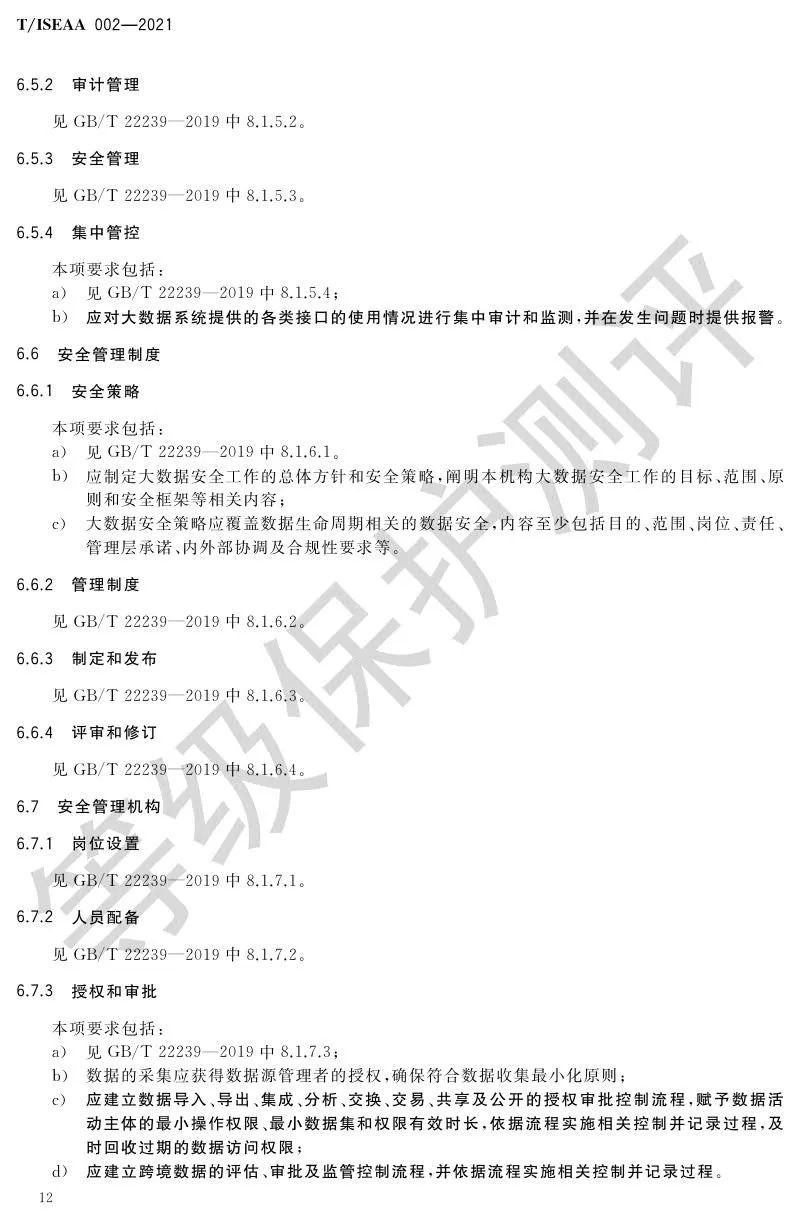 T/ISEAA 002—2021
6.5.2 审计管理
见 GB/T 22239—2019 中 8.1.5.2。
6.5.3 安全管理
见 GB/T 22239—2019 中 8.1.5.3。
6.5.4 集中管控
本项要求包括:
a) 见 GB/T 22239—2019 中 8.1.5.4;
b) 应对大数据系统提供的各类接口的使用情况进行集中审计和监测,并在发生问题时提供报警。
6.6 安全管理制度
6.6.1 安全策略
本项要求包括:
a) 见 GB/T 22239—2019 中 8.1.6.1。
b) 应制定大数据安全工作的总体方针和安全策略,阐明本机构大数据安全工作的目标、范围、原
则和安全框架等相关内容;
c) 大数据安全策略应覆盖数据生命周期相关的数据安全,内容至少包括目的、范围、岗位、责任、
管理层承诺、内外部协调及合规性要求等。
6.6.2 管理制度
见 GB/T 22239—2019 中 8.1.6.2。
6.6.3 制定和发布
见 GB/T 22239—2019 中 8.1.6.3。
6.6.4 评审和修订
见 GB/T 22239—2019 中 8.1.6.4。
6.7 安全管理机构
6.7.1 岗位设置
见 GB/T 22239—2019 中 8.1.7.1。
6.7.2 人员配备
见 GB/T 22239—2019 中 8.1.7.2。
6.7.3 授权和审批
本项要求包括:
a) 见 GB/T 22239—2019 中 8.1.7.3;
b) 数据的采集应获得数据源管理者的授权,确保符合数据收集最小化原则;
c) 应建立数据导入、导出、集成、分析、交换、交易、共享及公开的授权审批控制流程,赋予数据活
动主体的最小操作权限、最小数据集和权限有效时长,依据流程实施相关控制并记录过程,及
时回收过期的数据访问权限;
d) 应建立跨境数据的评估、审批及监管控制流程,并依据流程实施相关控制并记录过程。
12
等级保护测评